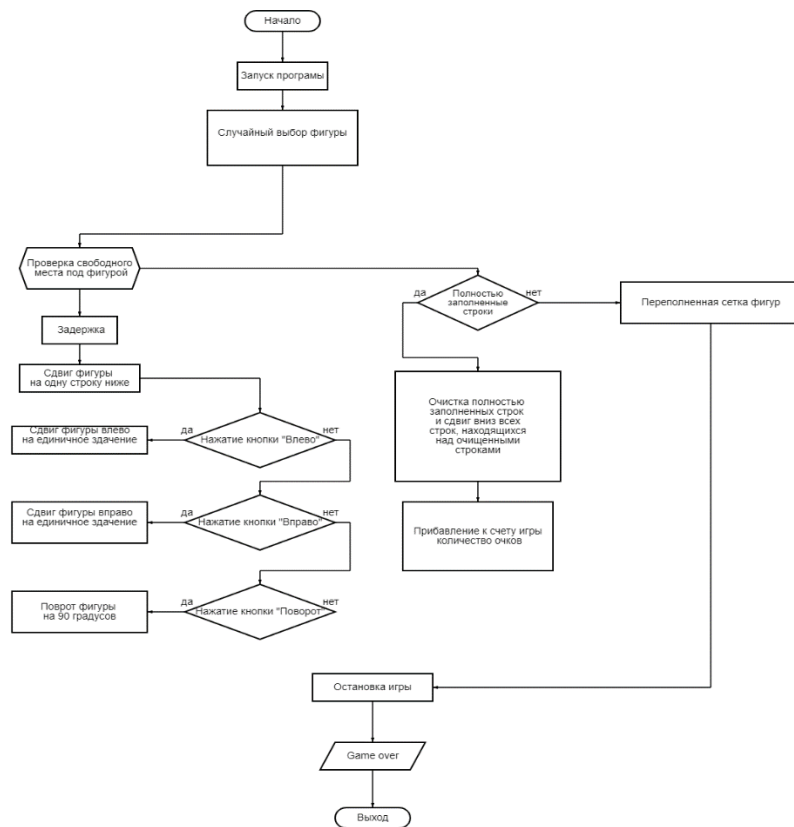 Начало
Запуск програмы
Случайный выбор фигуры
Проверка свободного
места под фигурой
да
Полностью
заполненные
строки
нет
Переполненная сетка фигур
Задержка
Сдвиг фигуры
на одну строку ниже
Очистка полностью
заполненных строк
и сдвиг вниз всех
строк, находящихся
над очищенными
строками
Сдвиг фигуры влево
на единичное здачение
да
Нажатие кнопки "Влево"
нет
Сдвиг фигуры вправо
на единичное здачение
да
Нажатие кнопки "Вправо"
нет
Прибавление к счету игры
количество очков
Поврот фигуры
на 90 градусов
да
Нажатие кнопки "Поворот"
нет
Остановка игры
Game over
Выход